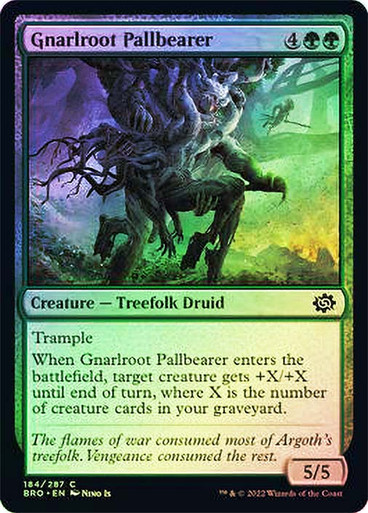 Gnarlroot Pallbearer 4
Creature — Treefolk Druid
Trample
When Gnarlroot Pallbearer enters the
battlefield, target creature gets +X/+X
until end of turn, where X is the number
of creature cards in your graveyard.
The flames of war consumed most of Argoth's
treefolk. Vengeance consumed the rest.
5/5
184/287 C
BRO • EN Nino Is
™ & © 2022 Wizards of the Coast